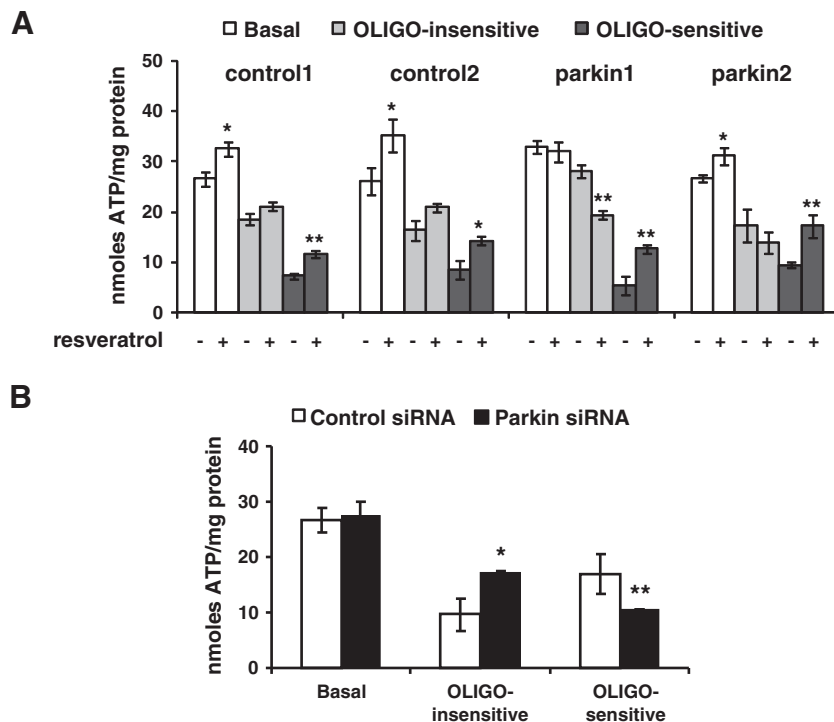 A
Basal OLIGO-insensitive OLIGO-sensitive
50
40
30
20
10
0
nmoles ATP/mg protein
control1 control2 parkin1 parkin2
* * *
** * ** ** **
resveratrol - + - + - + - + - + - + - + - + - + - + - + - +
B
Control siRNA Parkin siRNA
40
30
20
10
0
nmoles ATP/mg protein
* **
Basal OLIGO- OLIGO-
insensitive sensitive